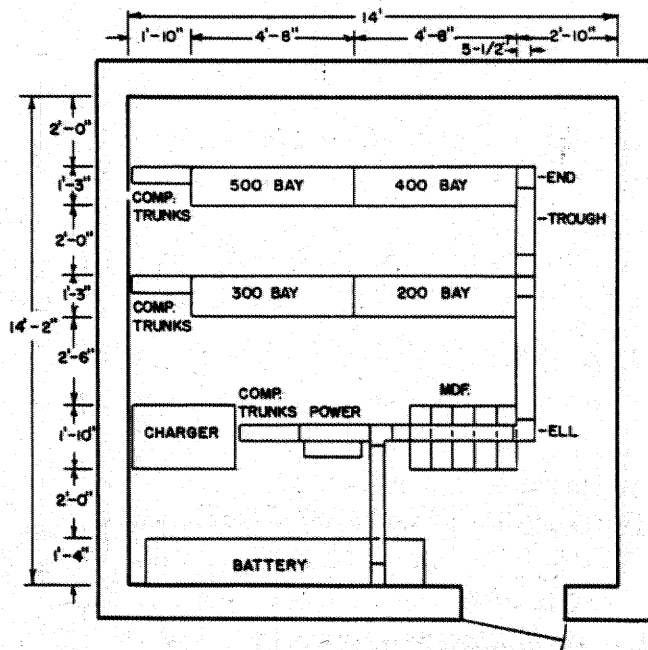 14'
1'-10"
4'-8"
4'-8"
5-1/2"
2'-10"
2'-0"
1'-3"
2'-0"
1'-3"
2'-6"
1'-10"
2'-0"
1'-4"
14'-2"
500 BAY
400 BAY
END
COMP.
TRUNKS
TROUGH
300 BAY
200 BAY
COMP.
TRUNKS
COMP.
TRUNKS
POWER
MDF.
CHARGER
ELL
BATTERY